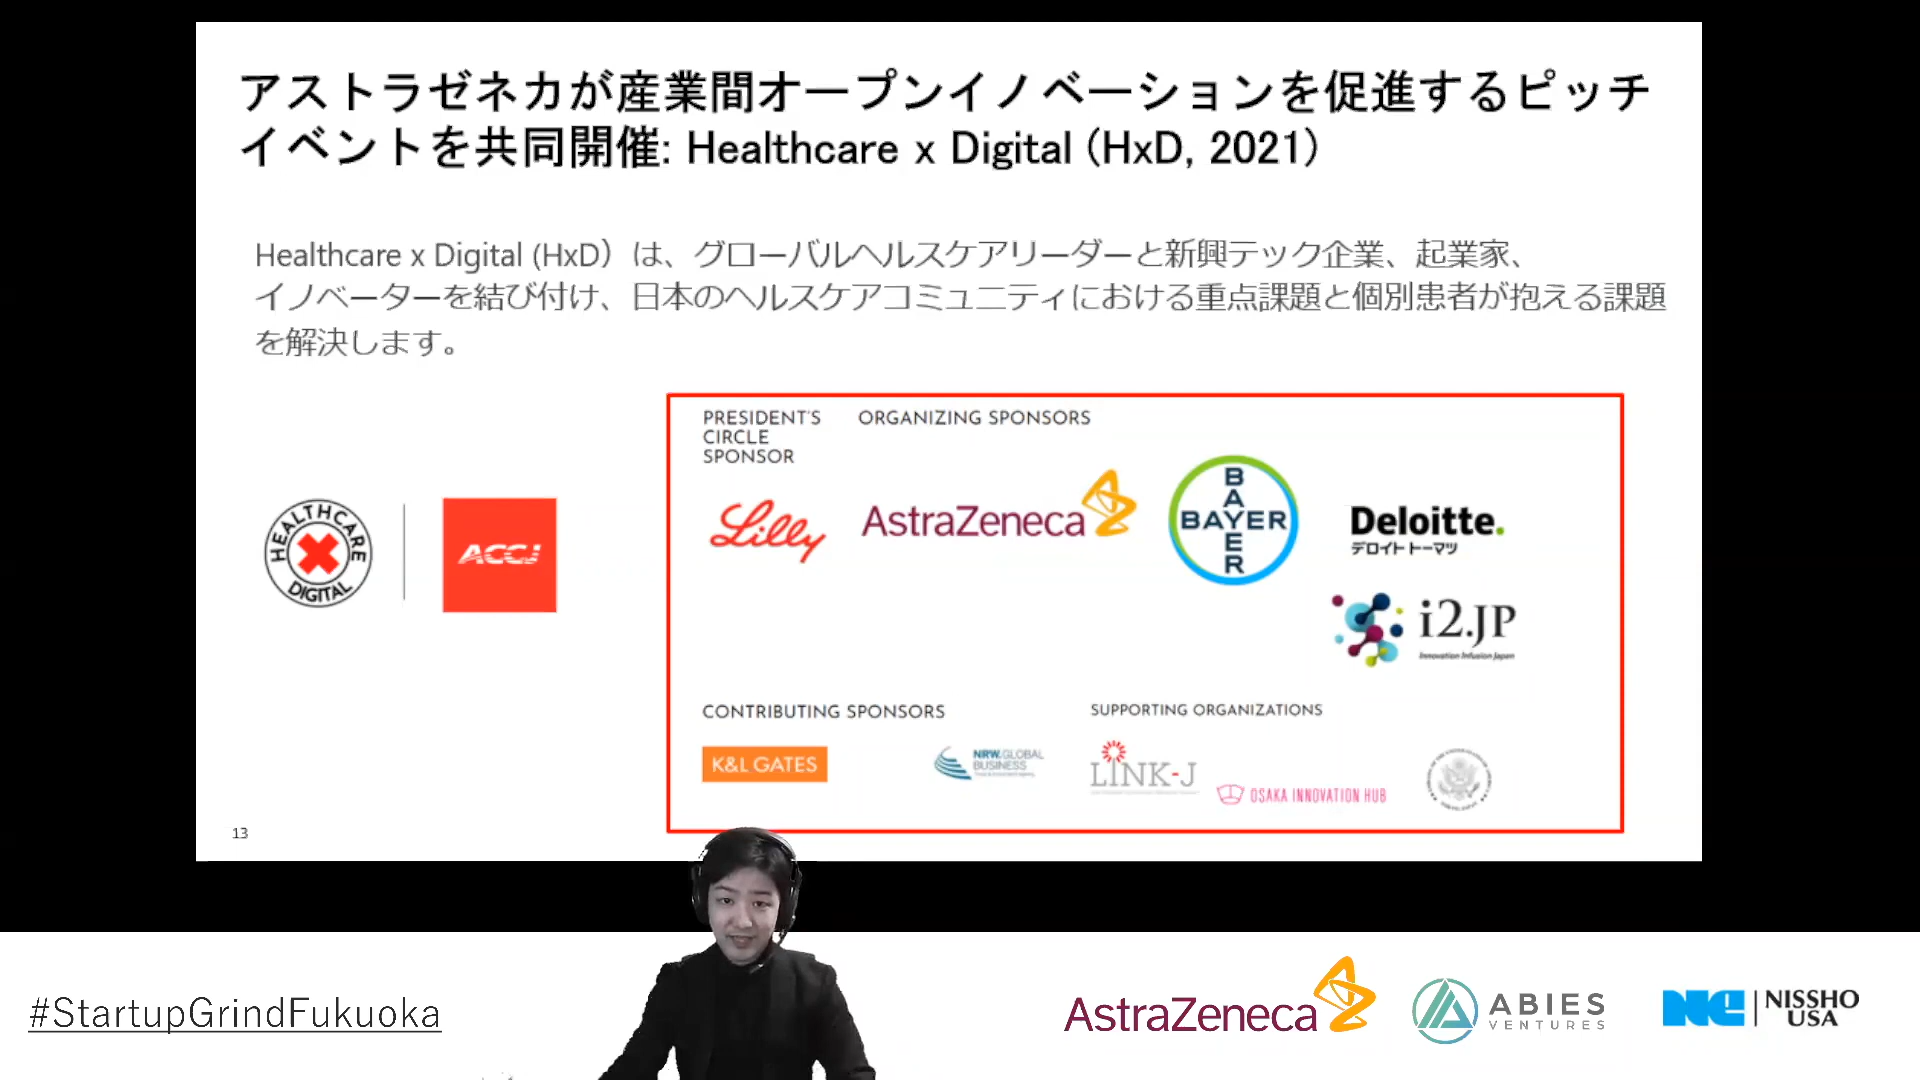 アストラゼネカが産業間オープンイノベーションを促進するピッチ
イベントを共同開催: Healthcare x Digital (HxD, 2021)
Healthcare x Digital (HxD）は、グローバルヘルスケアリーダーと新興テック企業、起業家、
イノベーターを結び付け、日本のヘルスケアコミュニティにおける重点課題と個別患者が抱える課題
を解決します。
HEALTHCARE
DIGITAL
ACCJ
PRESIDENT'S
CIRCLE
SPONSOR
ORGANIZING SPONSORS
Lilly
AstraZeneca
BAYER
BAYER
Deloitte.
デロイト トーマツ
i2.JP
Innovation Infusion Japan
CONTRIBUTING SPONSORS
K&L GATES
NRW.GLOBAL
BUSINESS
SUPPORTING ORGANIZATIONS
LINK-J
OSAKA INNOVATION HUB
13
#StartupGrindFukuoka
AstraZeneca
ABIES
VENTURES
NISSHO
USA